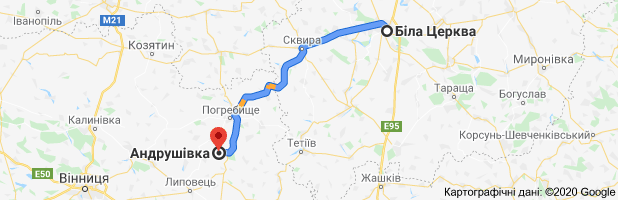 Іванопіль
M21
Козятин
Сквира
Біла Церква
Миронівка
Тараща
Богуслав
Погребище
Калинівка
E95
Корсунь-Шевченківський
Андрушівка
Тетіїв
E50
Вінниця
Липовець
Жашків
Картографічні дані: ©2020 Google